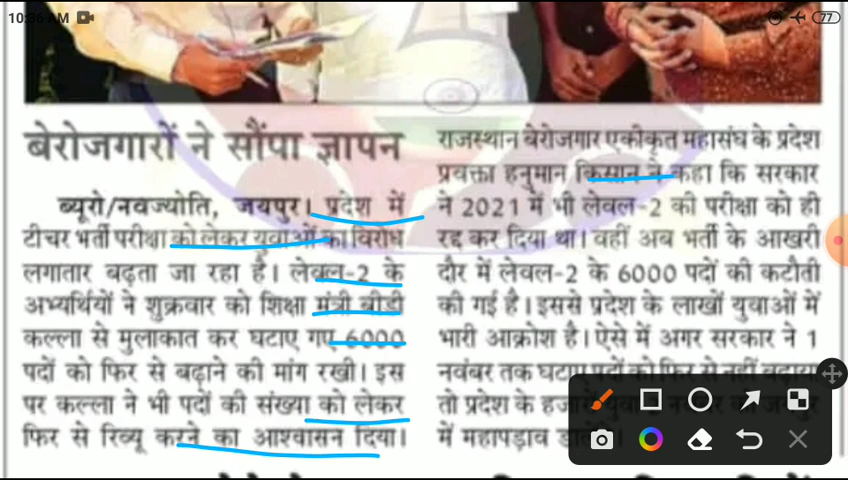 10:36 AM
77
बेरोजगारों ने सौंपा ज्ञापन
ब्यूरो/नवज्योति, जयपुर। प्रदेश में
टीचर भर्ती परीक्षा को लेकर युवाओं का विरोध
लगातार बढ़ता जा रहा है। लेवल-2 के
अभ्यर्थियों ने शुक्रवार को शिक्षा मंत्री बीडी
कल्ला से मुलाकात कर घटाए गए 6000
पदों को फिर से बढ़ाने की मांग रखी। इस
पर कल्ला ने भी पदों की संख्या को लेकर
फिर से रिव्यू करने का आश्वासन दिया।
राजस्थान बेरोजगार एकीकृत महासंघ के प्रदेश
प्रवक्ता हनुमान किसान ने कहा कि सरकार
ने 2021 में भी लेवल-2 की परीक्षा को ही
रद्द कर दिया था। वहीं अब भर्ती के आखरी
दौर में लेवल-2 के 6000 पदों की कटौती
की गई है। इससे प्रदेश के लाखों युवाओं में
भारी आक्रोश है। ऐसे में अगर सरकार ने 1
नवंबर तक घटाए पदों को फिर से नहीं बढ़ाया
तो प्रदेश के
में महापड़ाव